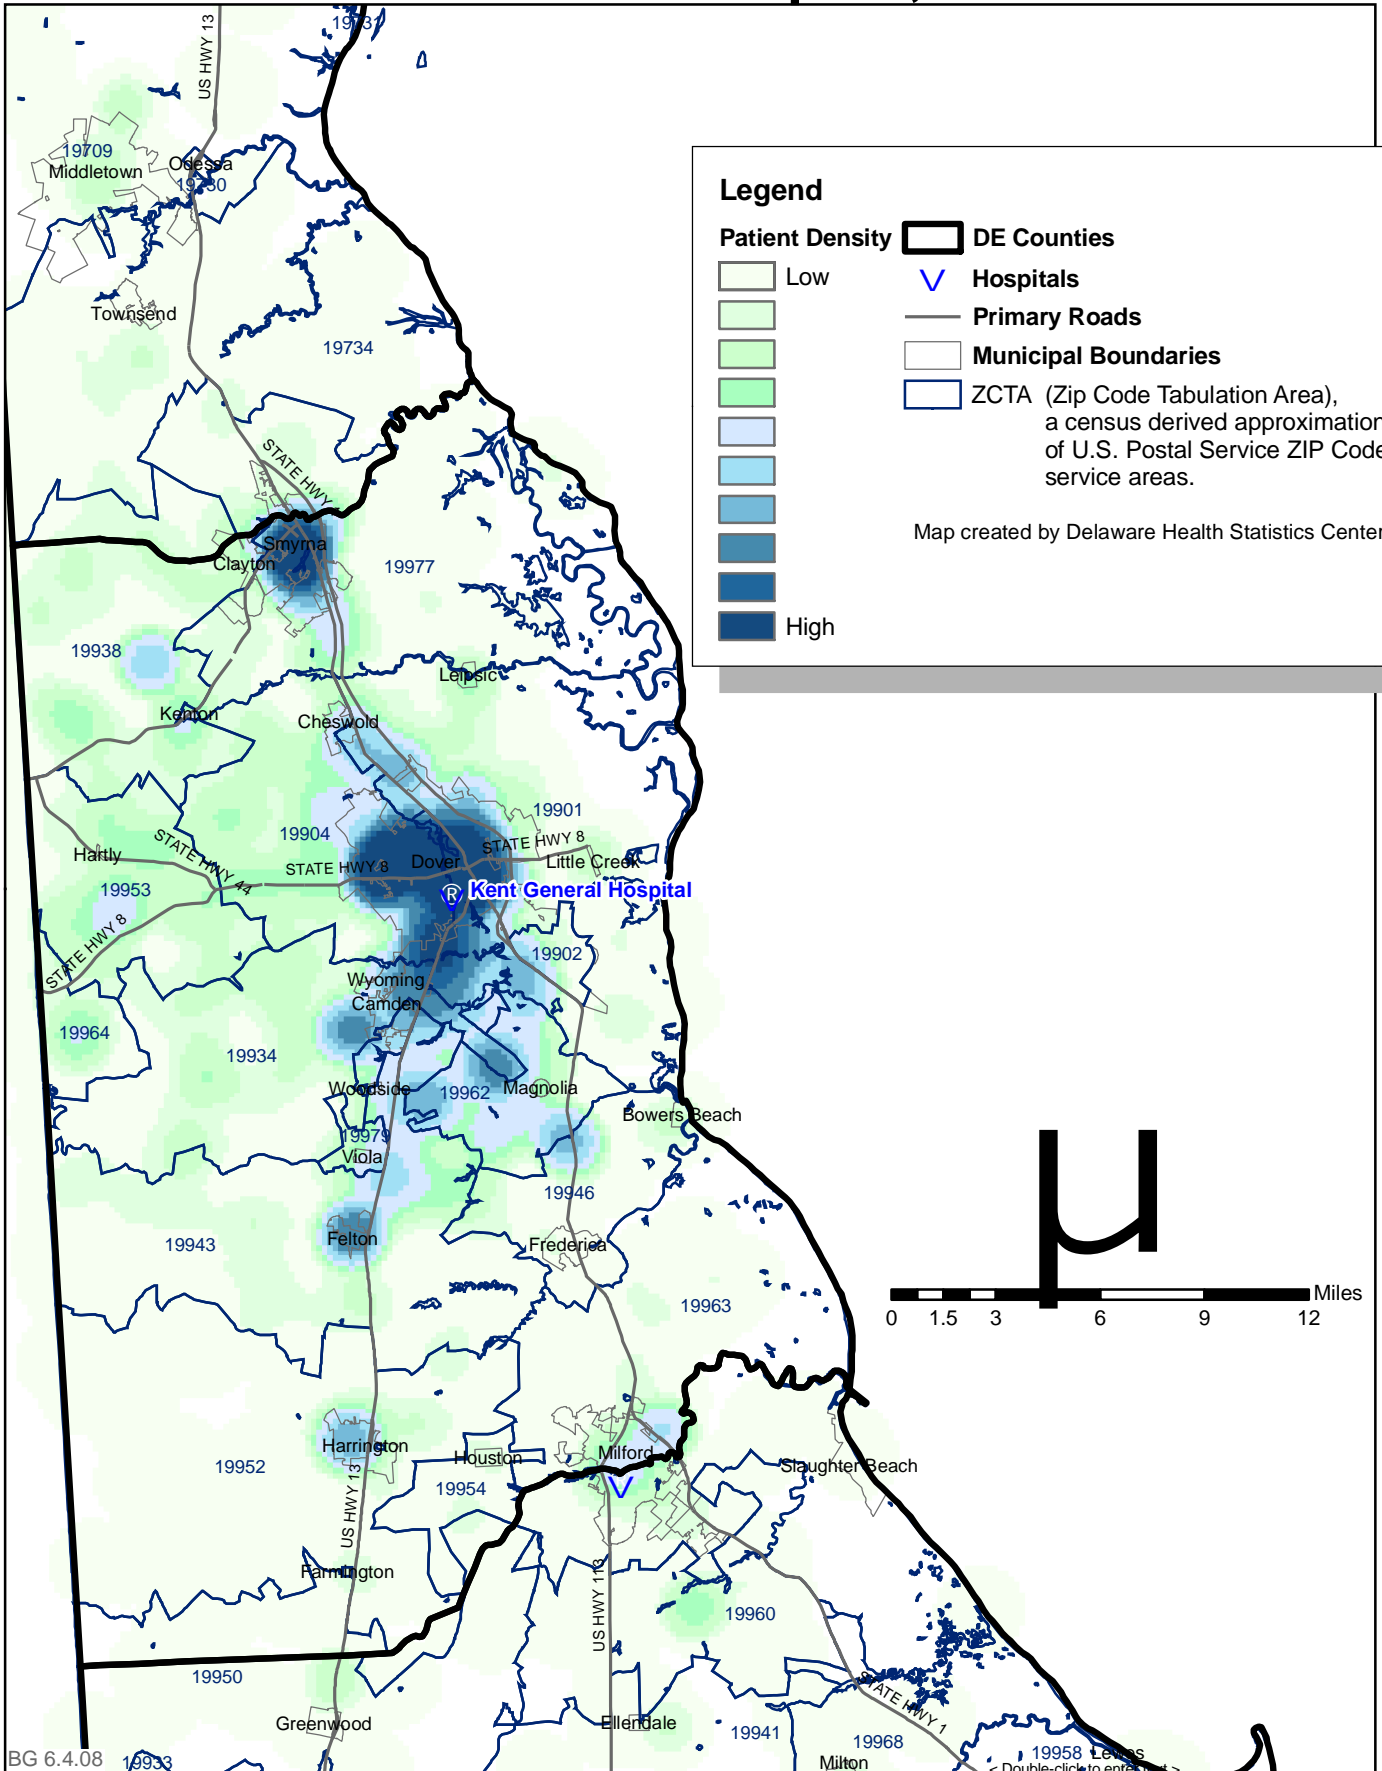 19731
US HWY 13
19709
Middletown
Odessa
19730
Townsend
19734
Legend
Patient Density
DE Counties
Low
Hospitals
Primary Roads
Municipal Boundaries
ZCTA (Zip Code Tabulation Area),
a census derived approximation
of U.S. Postal Service ZIP Code
service areas.
Map created by Delaware Health Statistics Center
High
STATE HWY
Smyrna
Clayton
19977
19938
Leipsic
Kenton
Cheswold
19901
19904
STATE HWY 8
Hartly
STATE HWY 44
STATE HWY 8
Dover
Little Creek
19953
® Kent General Hospital
STATE HWY 8
19902
Wyoming
Camden
19964
19934
Woodside
19962
Magnolia
Bowers Beach
19979
Viola
19946
19943
Felton
Frederica
19963
Miles
0 1.5 3 6 9 12
Harrington
Houston
Milford
Slaughter Beach
19952
19954
US HWY 13
Farmington
US HWY 113
19960
19950
STATE HWY 1
Greenwood
Ellendale
19941
19968
BG 6.4.08
19933
Milton
19958
Lewes